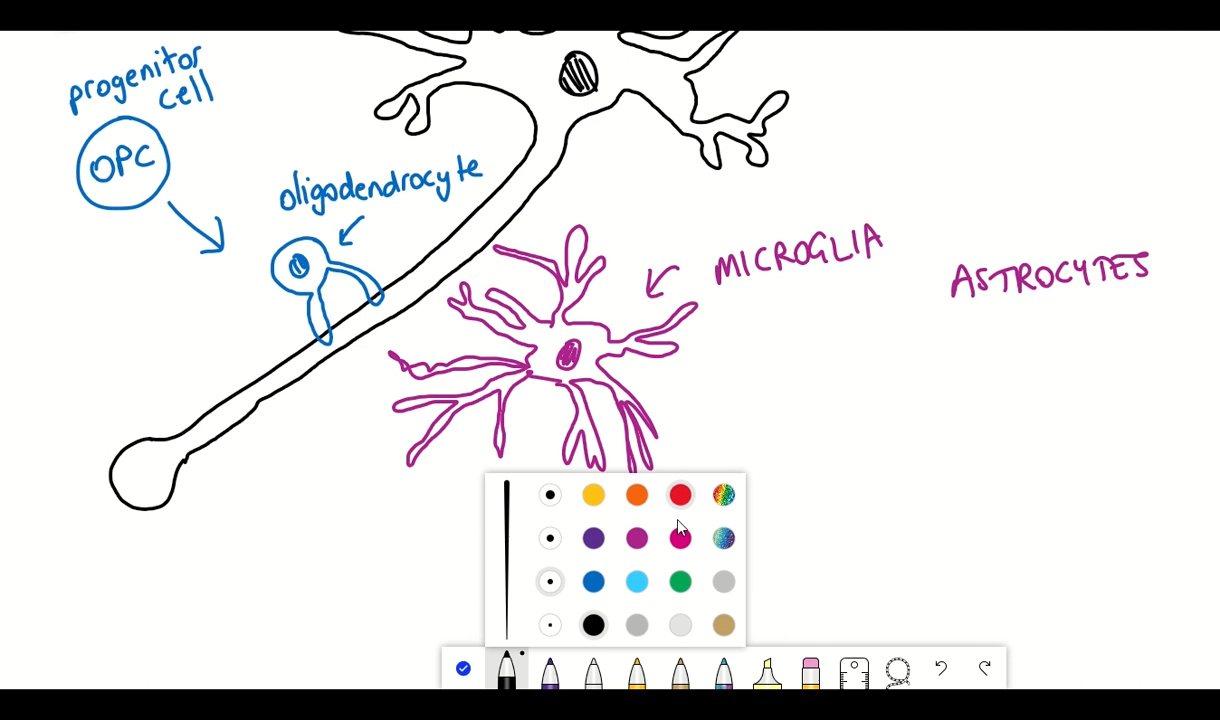 progenitor
cell
OPC
oligodendrocyte
MICROGLIA
ASTROCYTES